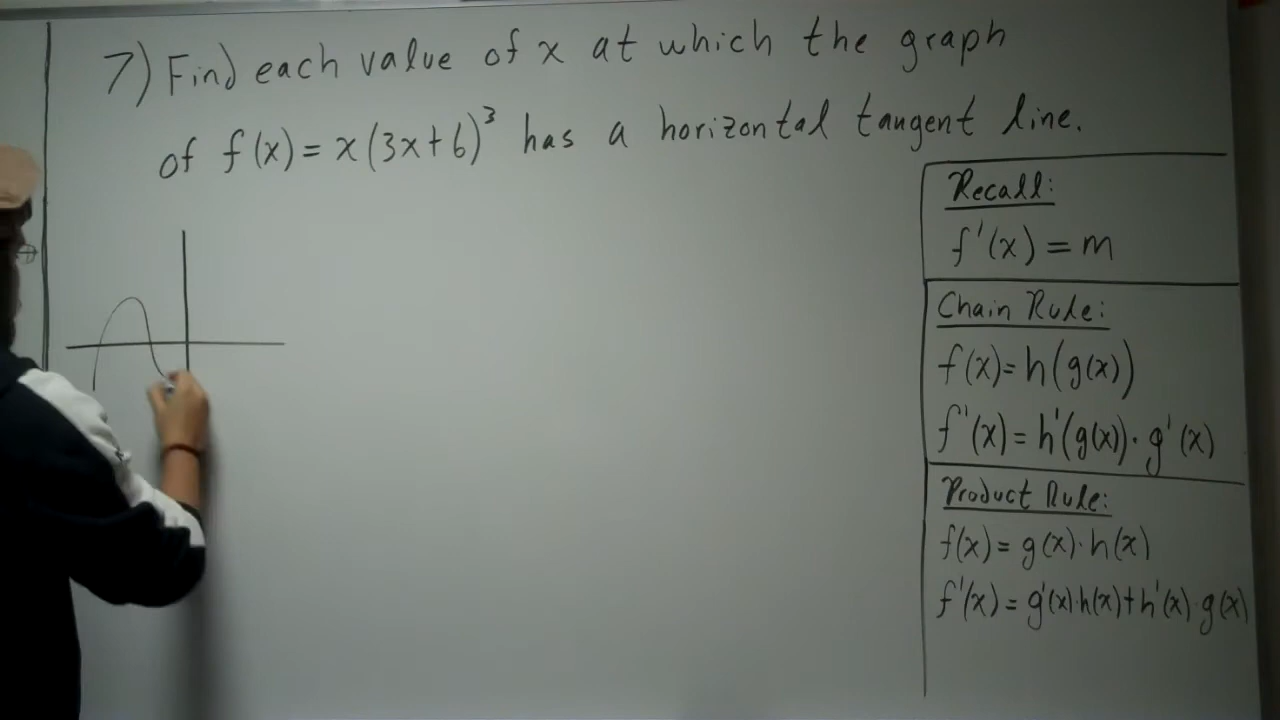 7) Find each value of x at which the graph
of f(x) = x(3x+6)³ has a horizontal tangent line.
Recall:
f'(x) = m
Chain Rule:
f(x) = h(g(x))
f'(x) = h'(g(x)) · g'(x)
Product Rule:
f(x) = g(x) · h(x)
f'(x) = g'(x) · h(x) + h'(x) · g(x)